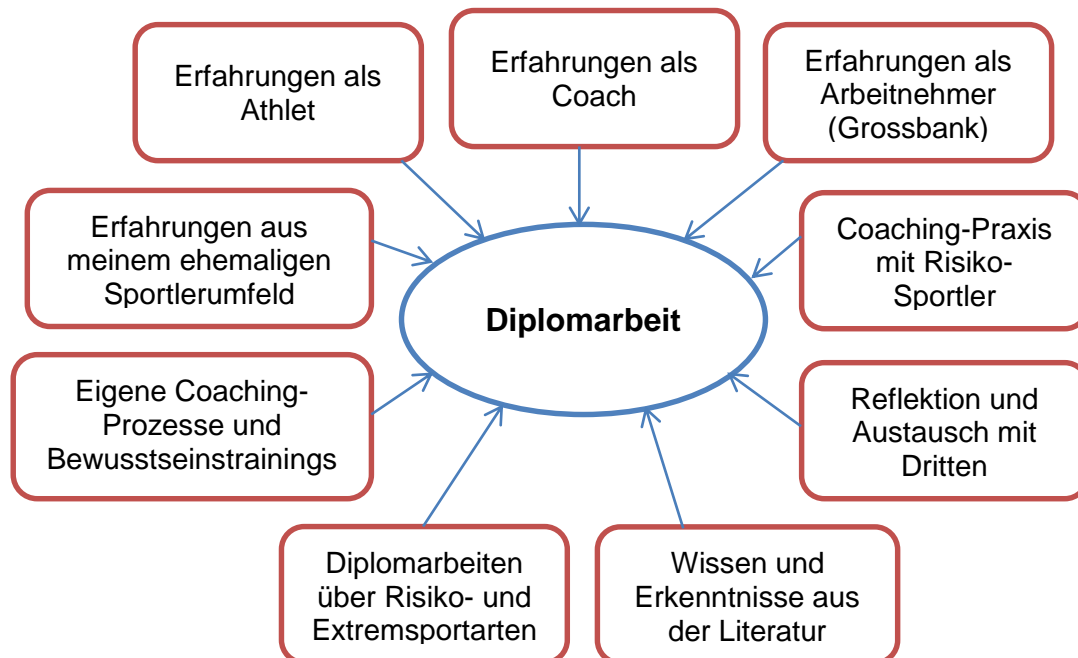 Erfahrungen als
Athlet
Erfahrungen als
Coach
Erfahrungen als
Arbeitnehmer
(Grossbank)
Erfahrungen aus
meinem ehemaligen
Sportlerumfeld
Diplomarbeit
Coaching-Praxis
mit Risiko-
Sportler
Eigene Coaching-
Prozesse und
Bewusstseinstrainings
Reflektion und
Austausch mit
Dritten
Diplomarbeiten
über Risiko- und
Extremsportarten
Wissen und
Erkenntnisse aus
der Literatur